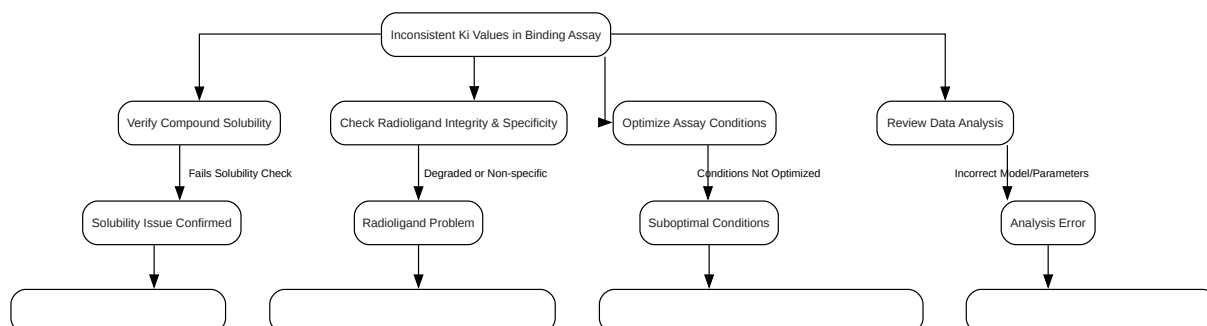 Inconsistent Ki Values in Binding Assay
Verify Compound Solubility
Check Radioligand Integrity & Specificity
Optimize Assay Conditions
Review Data Analysis
Fails Solubility Check
Degraded or Non-specific
Conditions Not Optimized
Incorrect Model/Parameters
Solubility Issue Confirmed
Radioligand Problem
Suboptimal Conditions
Analysis Error